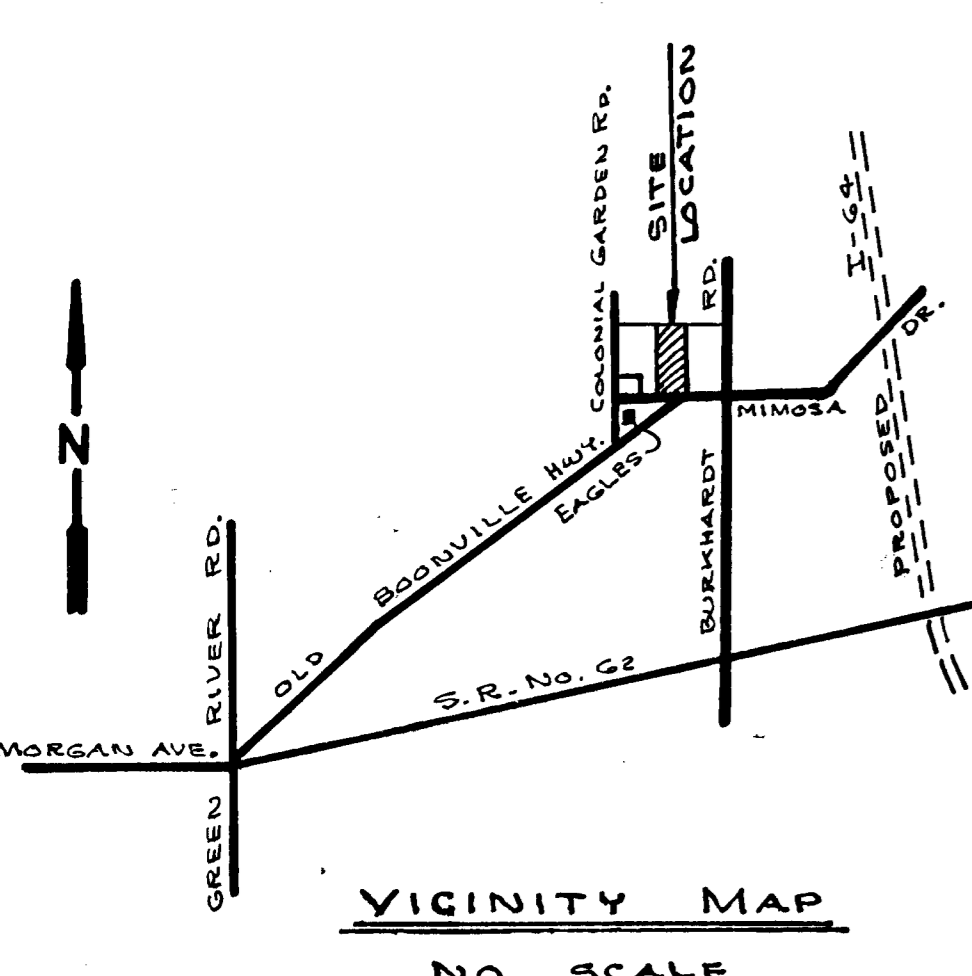 COLONIAL GARDEN RD.
SITE
LOCATION
I-64
PROPOSED
N
BURKHARDT RD.
MIMOSA DR.
EAGLES
OLD BOONVILLE HWY.
GREEN RIVER RD.
S.R. No. 62
MORGAN AVE.
VICINITY MAP
NO SCALE